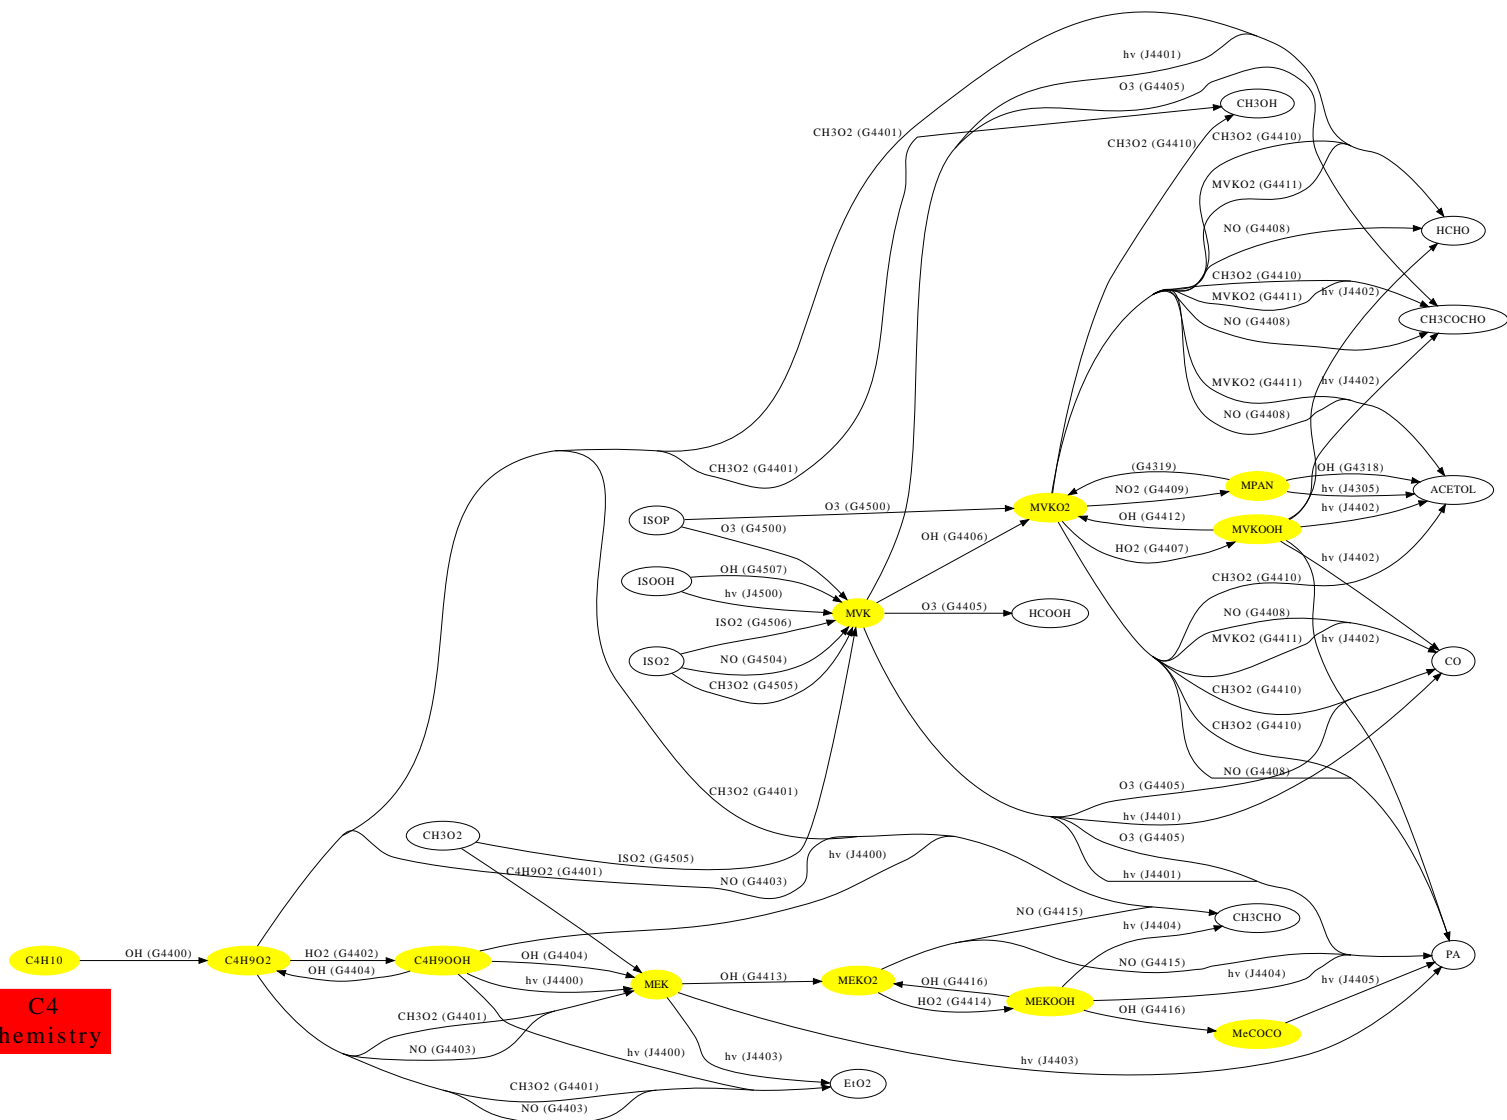 hv (J4401)
O3 (G4405)
CH3OH
CH3O2 (G4401)
CH3O2 (G4410)
CH3O2 (G4410)
MVKO2 (G4411)
NO (G4408)
HCHO
CH3O2 (G4410)
MVKO2 (G4411)
hv (J4402)
NO (G4408)
CH3COCHO
hv (J4402)
MVKO2 (G4411)
NO (G4408)
CH3O2 (G4401)
(G4319)
MPAN
OH (G4318)
NO2 (G4409)
hv (J4305)
ACETOL
ISOP
O3 (G4500)
MVKO2
hv (J4402)
O3 (G4500)
OH (G4412)
MVKOOH
OH (G4406)
HO2 (G4407)
hv (J4402)
ISOOH
OH (G4507)
hv (J4500)
CH3O2 (G4410)
MVK
O3 (G4405)
HCOOH
ISO2 (G4506)
NO (G4408)
MVKO2 (G4411)
hv (J4402)
ISO2
NO (G4504)
CO
CH3O2 (G4505)
CH3O2 (G4410)
CH3O2 (G4410)
NO (G4408)
CH3O2 (G4401)
O3 (G4405)
hv (J4401)
CH3O2
O3 (G4405)
ISO2 (G4505)
hv (J4400)
C4H9O2 (G4401)
hv (J4401)
NO (G4403)
NO (G4415)
hv (J4404)
CH3CHO
C4H10
OH (G4400)
C4H9O2
HO2 (G4402)
C4H9OOH
OH (G4404)
NO (G4415)
PA
OH (G4404)
hv (J4400)
MEK
OH (G4413)
MEKO2
OH (G4416)
hv (J4404)
hv (J4405)
HO2 (G4414)
MEKOOH
OH (G4416)
C4
hemistry
CH3O2 (G4401)
MeCOCO
NO (G4403)
hv (J4400)
hv (J4403)
hv (J4403)
EtO2
CH3O2 (G4401)
NO (G4403)